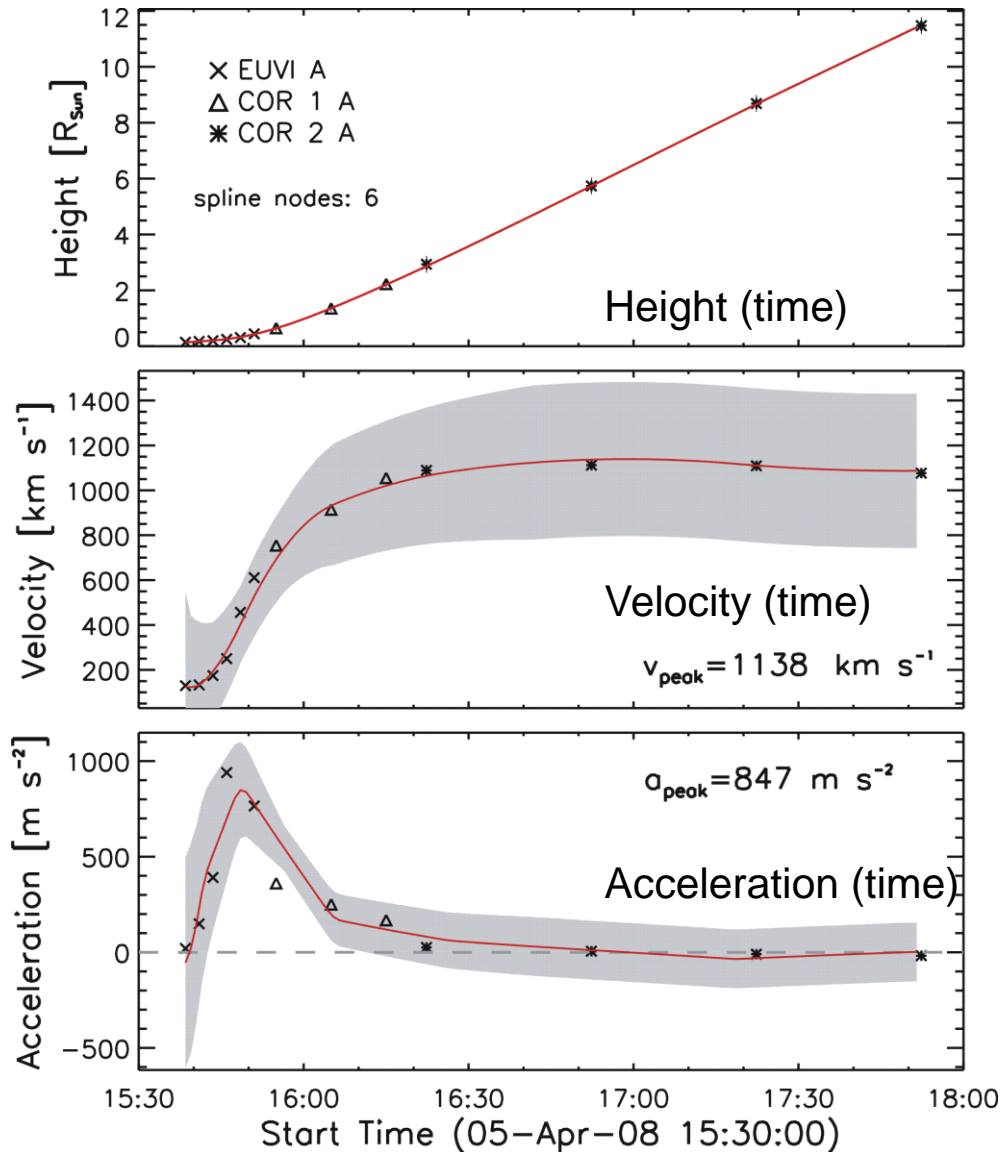 12
10
8
6
4
2
0
Height [R_Sun]
× EUVI A
△ COR 1 A
✳ COR 2 A
spline nodes: 6
Height (time)
1400
1200
1000
800
600
400
200
Velocity [km s⁻¹]
Velocity (time)
v_peak=1138 km s⁻¹
1000
500
0
−500
Acceleration [m s⁻²]
a_peak=847 m s⁻²
Acceleration (time)
15:30 16:00 16:30 17:00 17:30 18:00
Start Time (05−Apr−08 15:30:00)